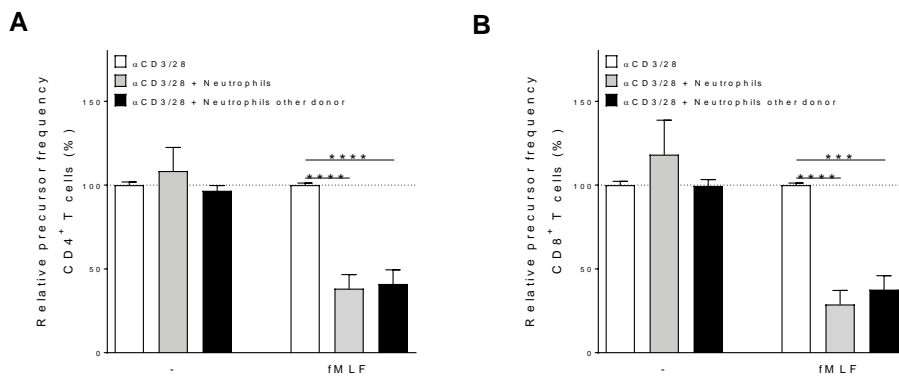 A
αCD3/28
αCD3/28 + Neutrophils
αCD3/28 + Neutrophils other donor
Relative precursor frequency
CD4+ T cells (%)
150
100
50
0
****
****
-
fMLF
B
αCD3/28
αCD3/28 + Neutrophils
αCD3/28 + Neutrophils other donor
Relative precursor frequency
CD8+ T cells (%)
150
100
50
0
***
****
-
fMLF